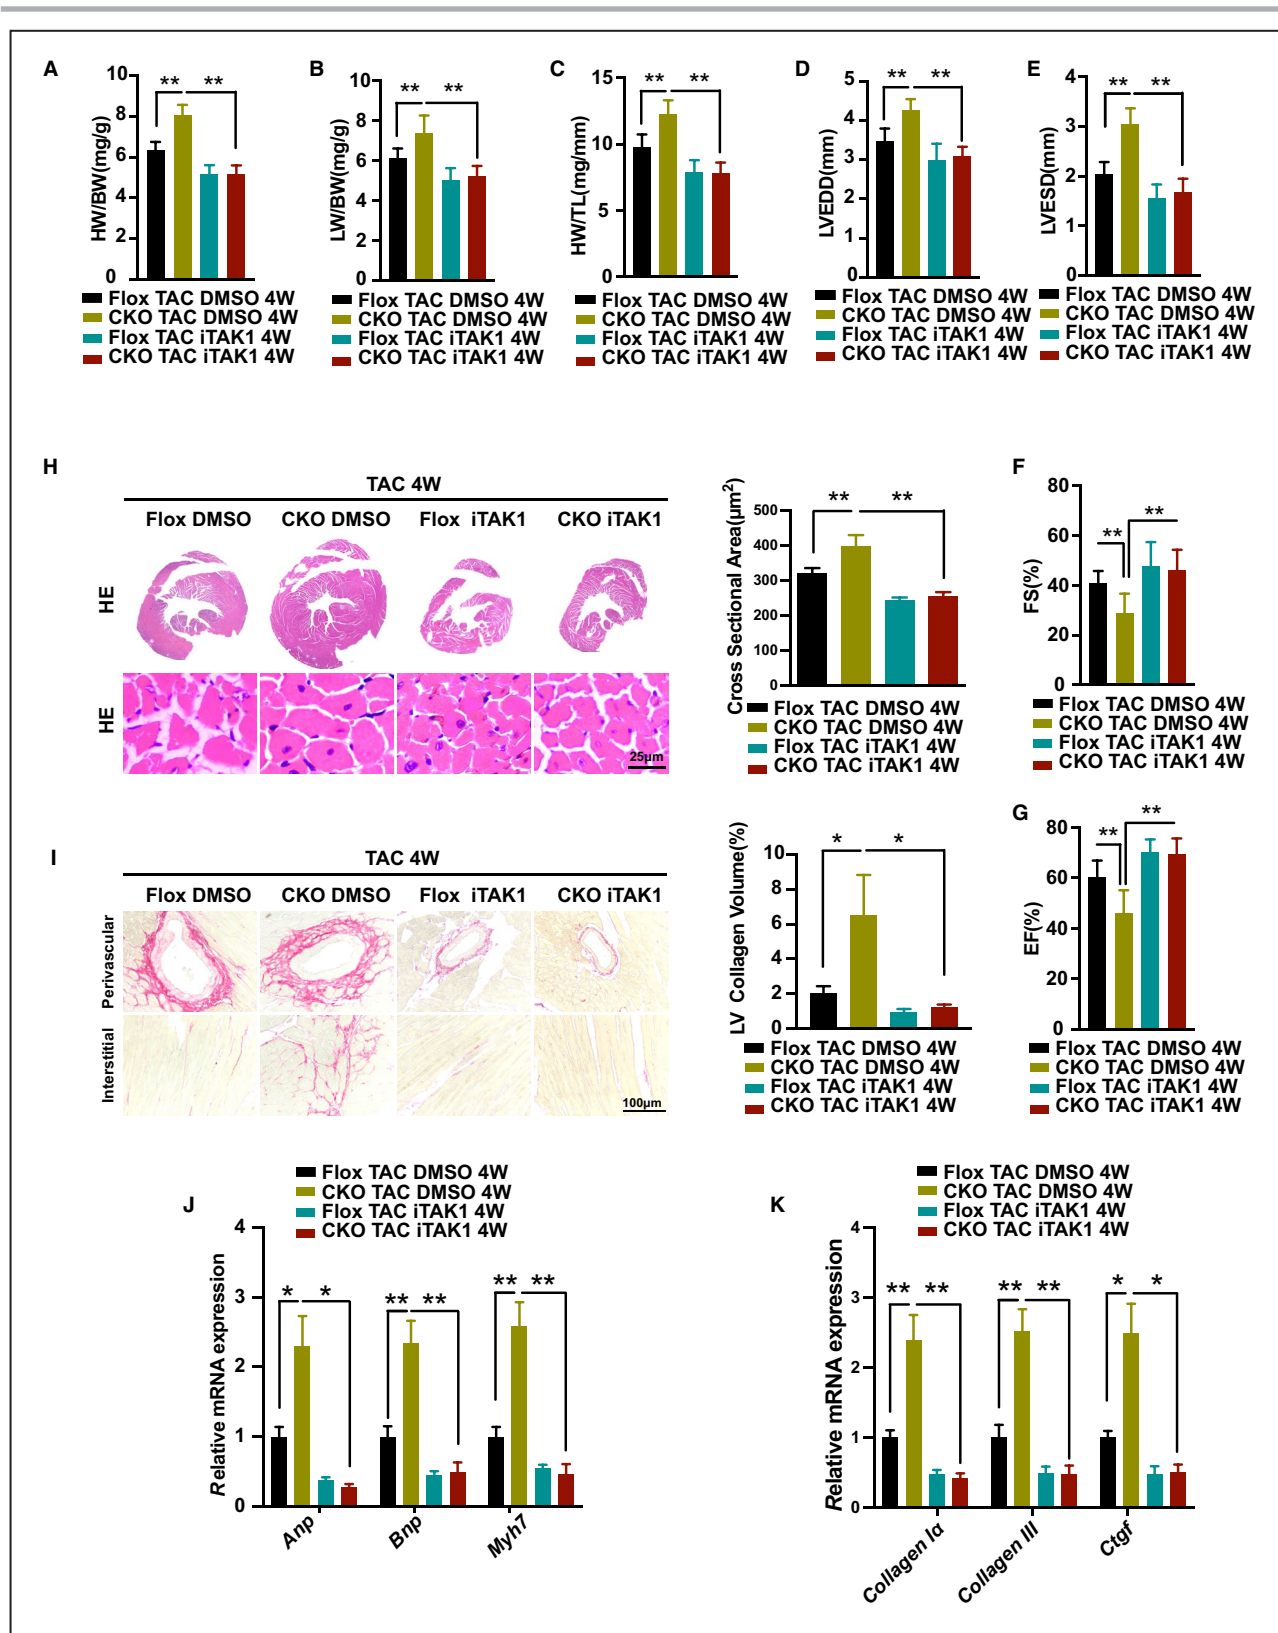 A
HW/BW(mg/g)
10
8
6
4
2
0
** **
Flox TAC DMSO 4W
CKO TAC DMSO 4W
Flox TAC iTAK1 4W
CKO TAC iTAK1 4W
B
LW/BW(mg/g)
10
8
6
4
2
0
** **
Flox TAC DMSO 4W
CKO TAC DMSO 4W
Flox TAC iTAK1 4W
CKO TAC iTAK1 4W
C
HW/TL(mg/mm)
15
10
5
0
** **
Flox TAC DMSO 4W
CKO TAC DMSO 4W
Flox TAC iTAK1 4W
CKO TAC iTAK1 4W
D
LVEDD(mm)
5
4
3
2
1
0
** **
Flox TAC DMSO 4W
CKO TAC DMSO 4W
Flox TAC iTAK1 4W
CKO TAC iTAK1 4W
E
LVESD(mm)
4
3
2
1
0
** **
Flox TAC DMSO 4W
CKO TAC DMSO 4W
Flox TAC iTAK1 4W
CKO TAC iTAK1 4W
H
TAC 4W
Flox DMSO CKO DMSO Flox iTAK1 CKO iTAK1
HE
HE
25µm
Cross Sectional Area(µm²)
500
400
300
200
100
0
** **
Flox TAC DMSO 4W
CKO TAC DMSO 4W
Flox TAC iTAK1 4W
CKO TAC iTAK1 4W
F
FS(%)
80
60
40
20
0
** **
Flox TAC DMSO 4W
CKO TAC DMSO 4W
Flox TAC iTAK1 4W
CKO TAC iTAK1 4W
I
TAC 4W
Flox DMSO CKO DMSO Flox iTAK1 CKO iTAK1
Perivascular
Interstitial
100µm
LV Collagen Volume(%)
10
8
6
4
2
0
* *
Flox TAC DMSO 4W
CKO TAC DMSO 4W
Flox TAC iTAK1 4W
CKO TAC iTAK1 4W
G
EF(%)
80
60
40
20
0
** **
Flox TAC DMSO 4W
CKO TAC DMSO 4W
Flox TAC iTAK1 4W
CKO TAC iTAK1 4W
J
Flox TAC DMSO 4W
CKO TAC DMSO 4W
Flox TAC iTAK1 4W
CKO TAC iTAK1 4W
Relative mRNA expression
4
3
2
1
0
* * ** ** ** **
Anp Bnp Myh7
K
Flox TAC DMSO 4W
CKO TAC DMSO 4W
Flox TAC iTAK1 4W
CKO TAC iTAK1 4W
Relative mRNA expression
4
3
2
1
0
** ** ** ** * *
Collagen Iα Collagen III Ctgf